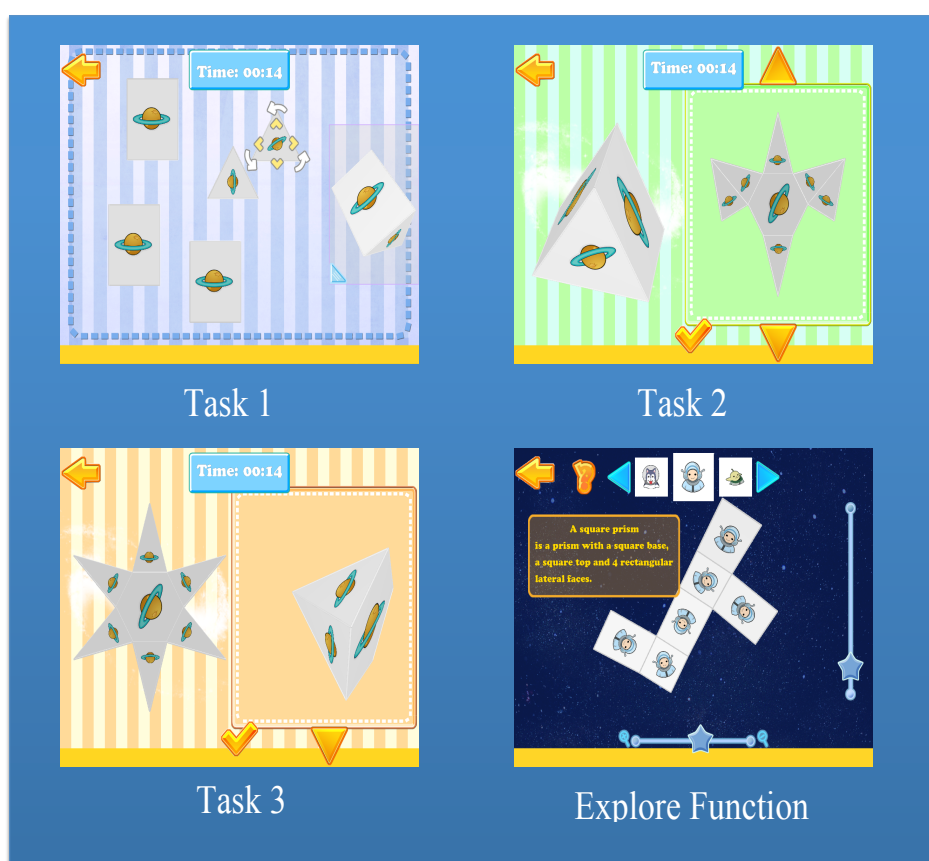 Time: 00:14
Time: 00:14
Task 1
Task 2
Time: 00:14
A square prism
is a prism with a square base,
a square top and 4 rectangular
lateral faces.
Task 3
Explore Function